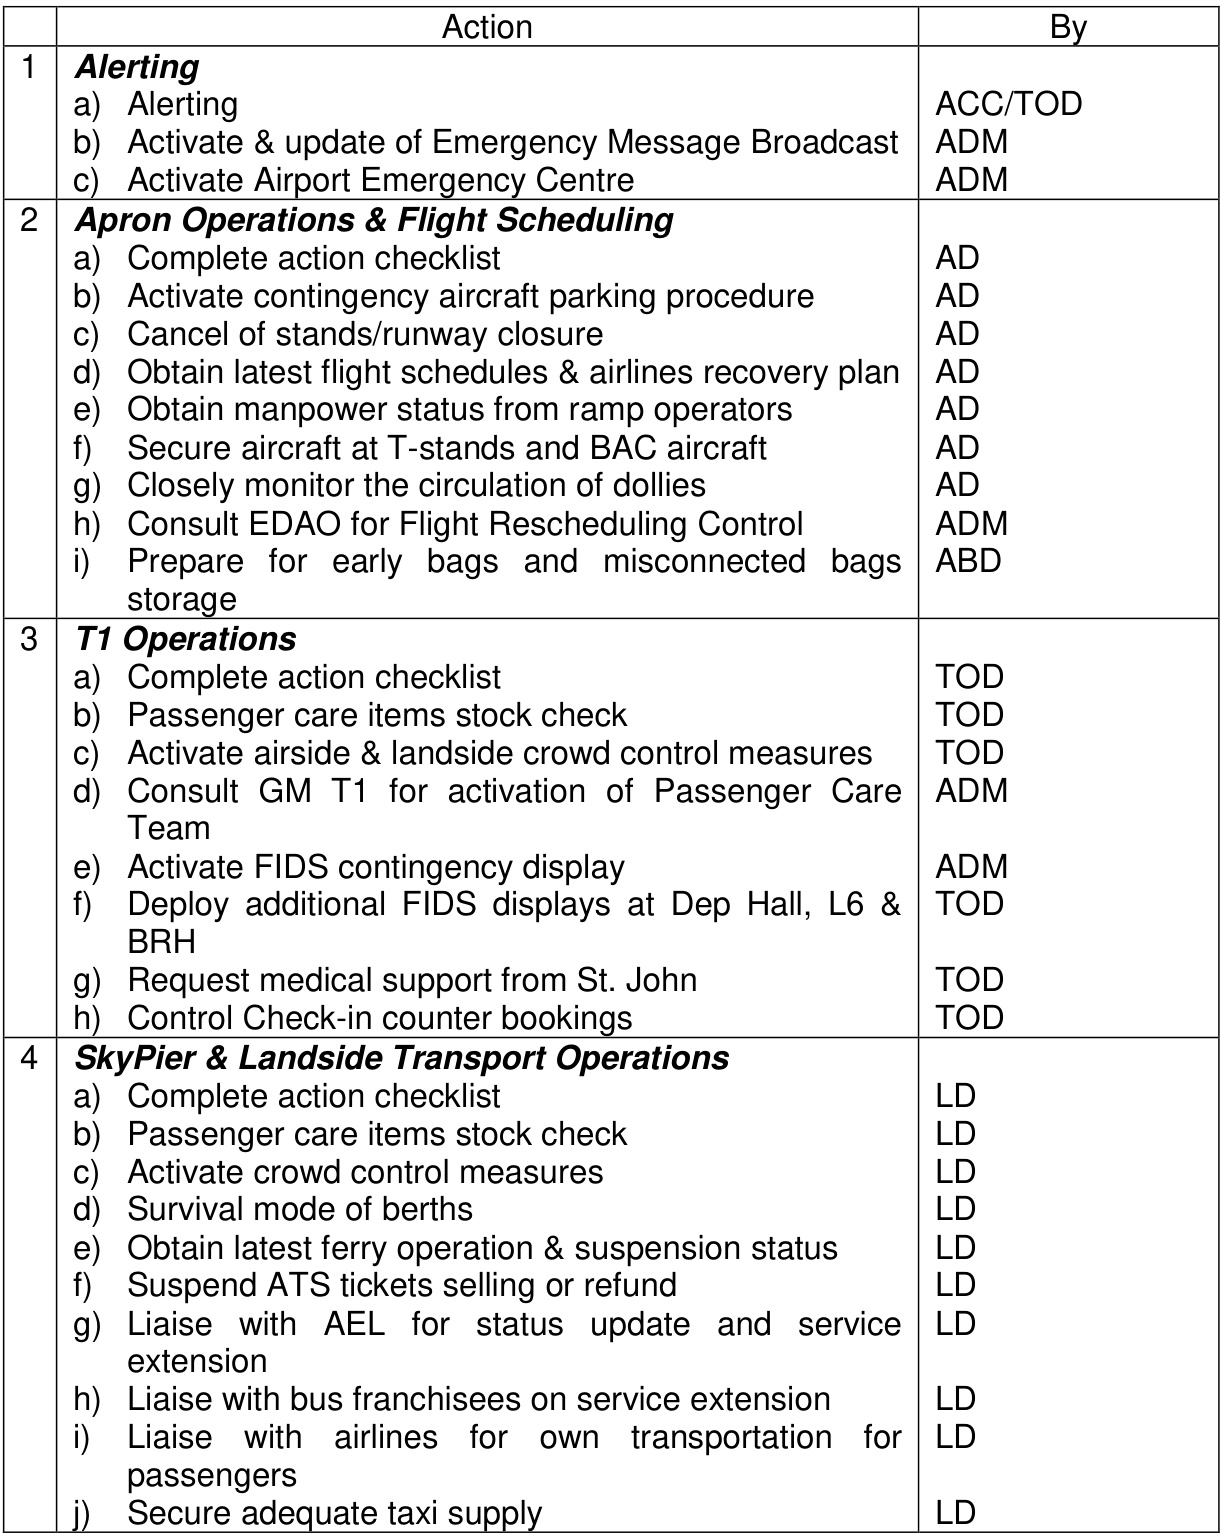 Action By
1 Alerting
a) Alerting ACC/TOD
b) Activate & update of Emergency Message Broadcast ADM
c) Activate Airport Emergency Centre ADM
2 Apron Operations & Flight Scheduling
a) Complete action checklist AD
b) Activate contingency aircraft parking procedure AD
c) Cancel of stands/runway closure AD
d) Obtain latest flight schedules & airlines recovery plan AD
e) Obtain manpower status from ramp operators AD
f) Secure aircraft at T-stands and BAC aircraft AD
g) Closely monitor the circulation of dollies AD
h) Consult EDAO for Flight Rescheduling Control ADM
i) Prepare for early bags and misconnected bags ABD
storage
3 T1 Operations
a) Complete action checklist TOD
b) Passenger care items stock check TOD
c) Activate airside & landside crowd control measures TOD
d) Consult GM T1 for activation of Passenger Care ADM
Team
e) Activate FIDS contingency display ADM
f) Deploy additional FIDS displays at Dep Hall, L6 & TOD
BRH
g) Request medical support from St. John TOD
h) Control Check-in counter bookings TOD
4 SkyPier & Landside Transport Operations
a) Complete action checklist LD
b) Passenger care items stock check LD
c) Activate crowd control measures LD
d) Survival mode of berths LD
e) Obtain latest ferry operation & suspension status LD
f) Suspend ATS tickets selling or refund LD
g) Liaise with AEL for status update and service LD
extension
h) Liaise with bus franchisees on service extension LD
i) Liaise with airlines for own transportation for LD
passengers
j) Secure adequate taxi supply LD